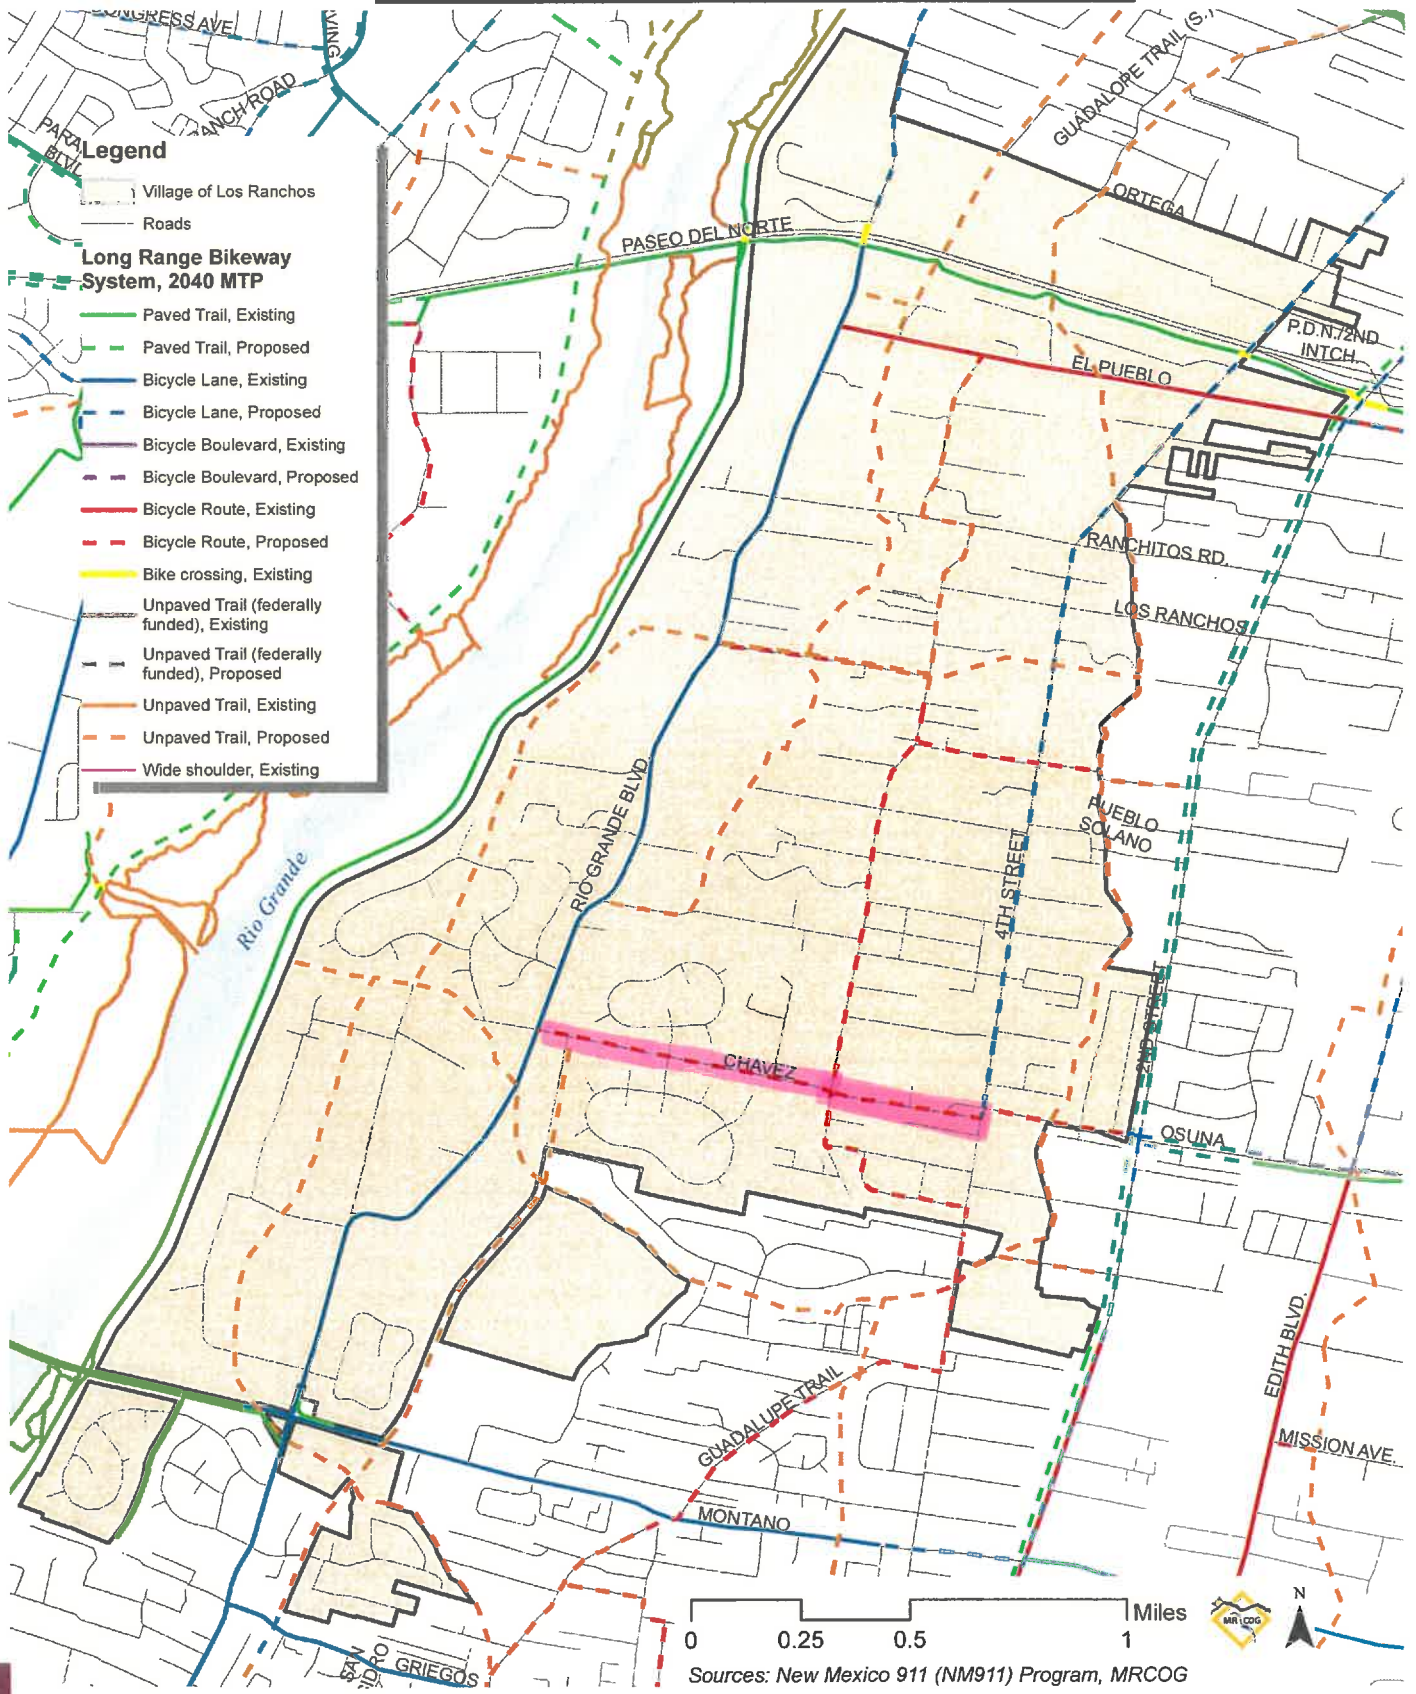 CONGRESS AVE
VING
RANCH ROAD
PARA
BLVD
GUADALOPE TRAIL (S.)
ORTEGA
PASEO DEL NORTE
Legend
Village of Los Ranchos
Roads
Long Range Bikeway
System, 2040 MTP
Paved Trail, Existing
Paved Trail, Proposed
Bicycle Lane, Existing
Bicycle Lane, Proposed
Bicycle Boulevard, Existing
Bicycle Boulevard, Proposed
Bicycle Route, Existing
Bicycle Route, Proposed
Bike crossing, Existing
Unpaved Trail (federally
funded), Existing
Unpaved Trail (federally
funded), Proposed
Unpaved Trail, Existing
Unpaved Trail, Proposed
Wide shoulder, Existing
P.D.N./2ND
INTCH.
EL PUEBLO
RANCHITOS RD.
LOS RANCHOS
PUEBLO
SOLANO
RIO GRANDE BLVD.
4TH STREET
Rio Grande
2ND STREET
CHAVEZ
OSUNA
EDITH BLVD.
GUADALUPE TRAIL
MISSION AVE.
MONTANO
SAN
IDRO
GRIEGOS
Miles
0 0.25 0.5 1
MRCOG
N
Sources: New Mexico 911 (NM911) Program, MRCOG